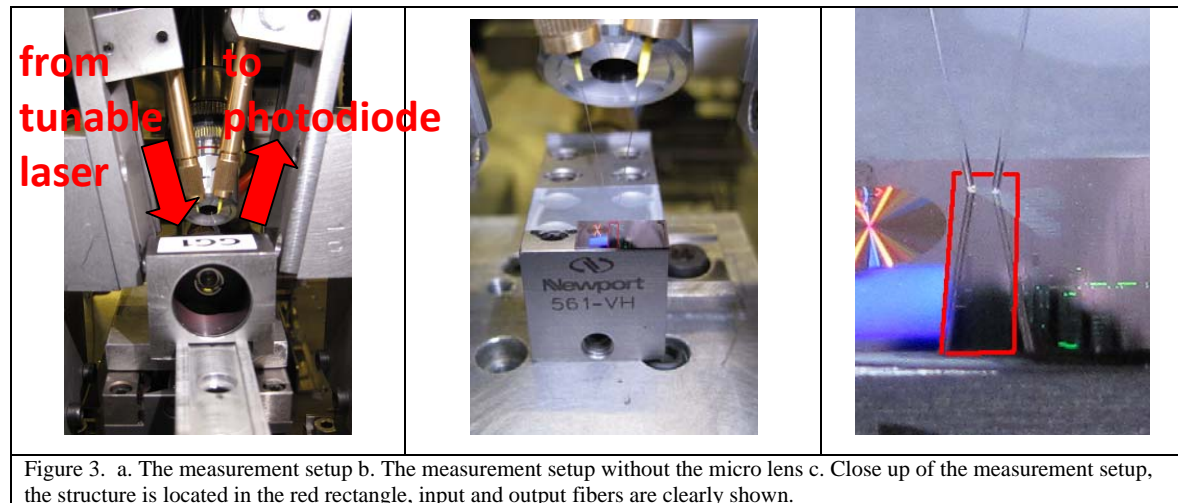 from to
tunable photodiode
laser
CG1
Newport
561-VH
Figure 3. a. The measurement setup b. The measurement setup without the micro lens c. Close up of the measurement setup,
the structure is located in the red rectangle, input and output fibers are clearly shown.